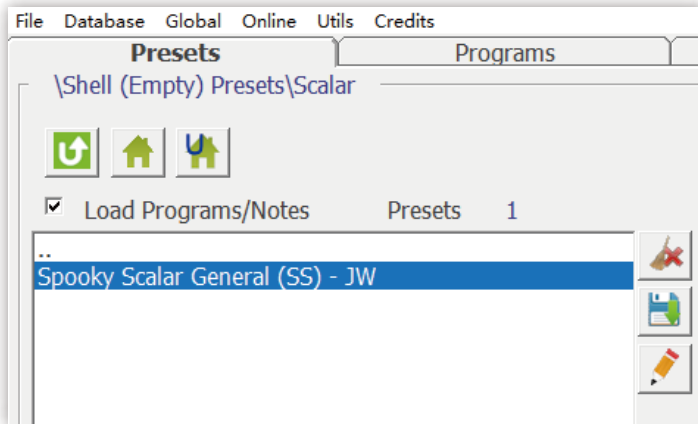 File Database Global Online Utils Credits
Presets Programs
\Shell (Empty) Presets\Scalar
U
Load Programs/Notes Presets 1
..
Spooky Scalar General (SS) - JW